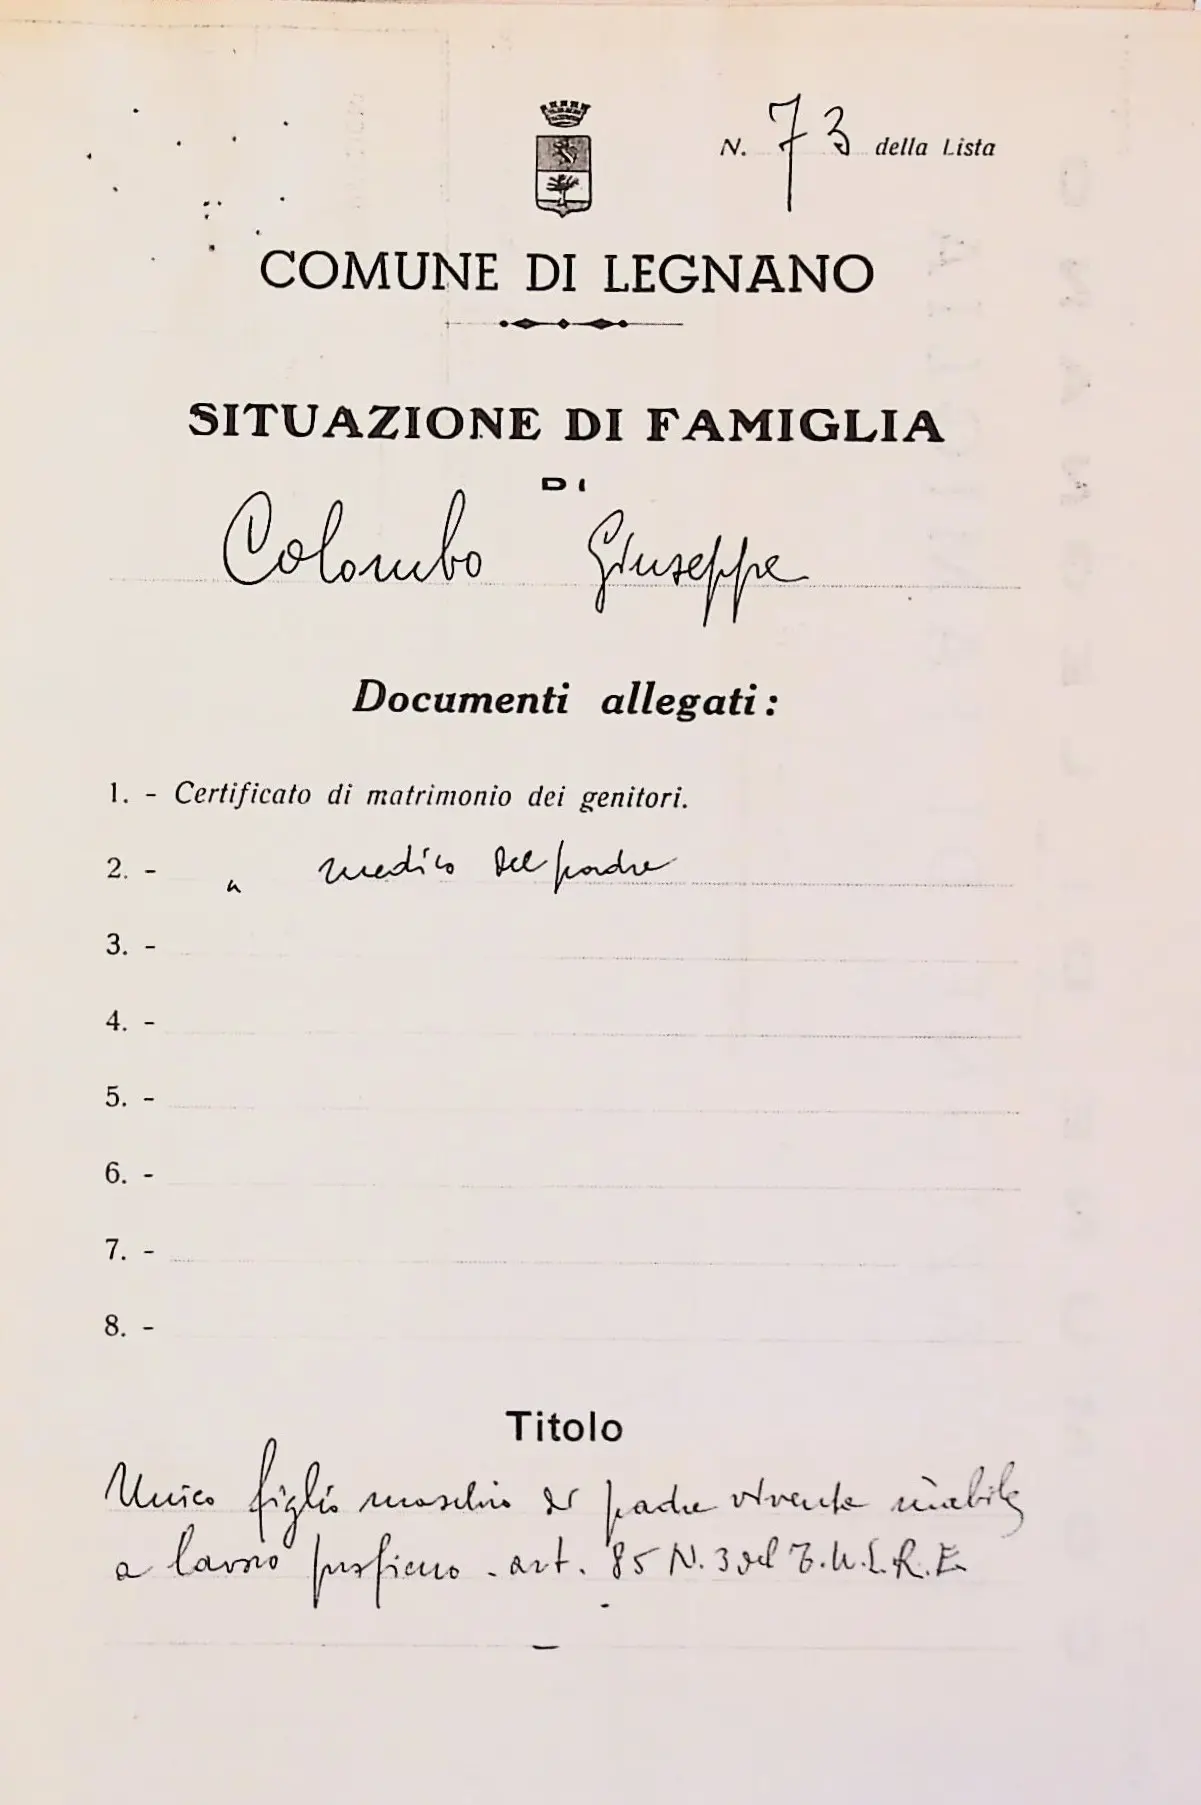 N. 73 della Lista
COMUNE DI LEGNANO
SITUAZIONE DI FAMIGLIA
DI
Colombo Giuseppe
Documenti allegati:
1. - Certificato di matrimonio dei genitori.
2. - " medico del padre
3. -
4. -
5. -
6. -
7. -
8. -
Titolo
Unico figlio maschio di padre vivente inabile
a lavoro proficuo - art. 85 N. 3 del T.U.L.R.E.